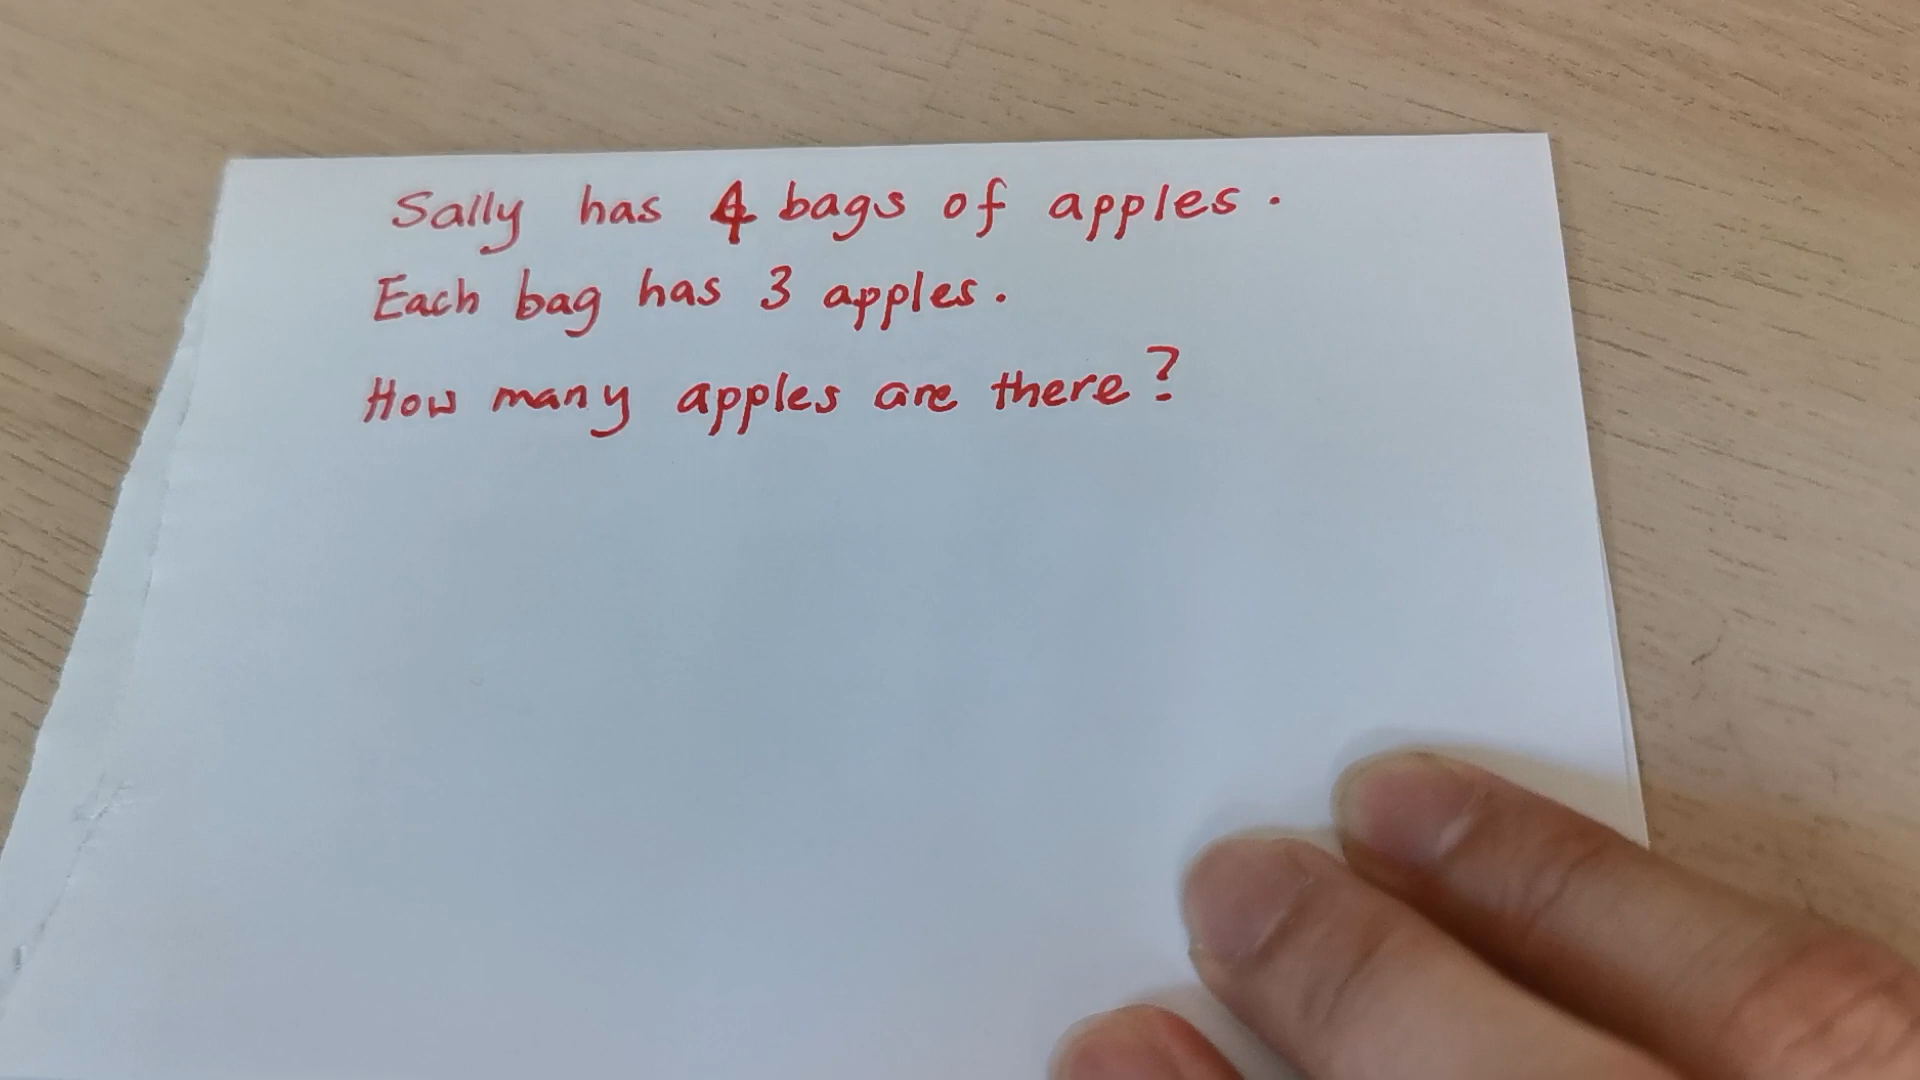 Sally has 4 bags of apples.
Each bag has 3 apples.
How many apples are there?